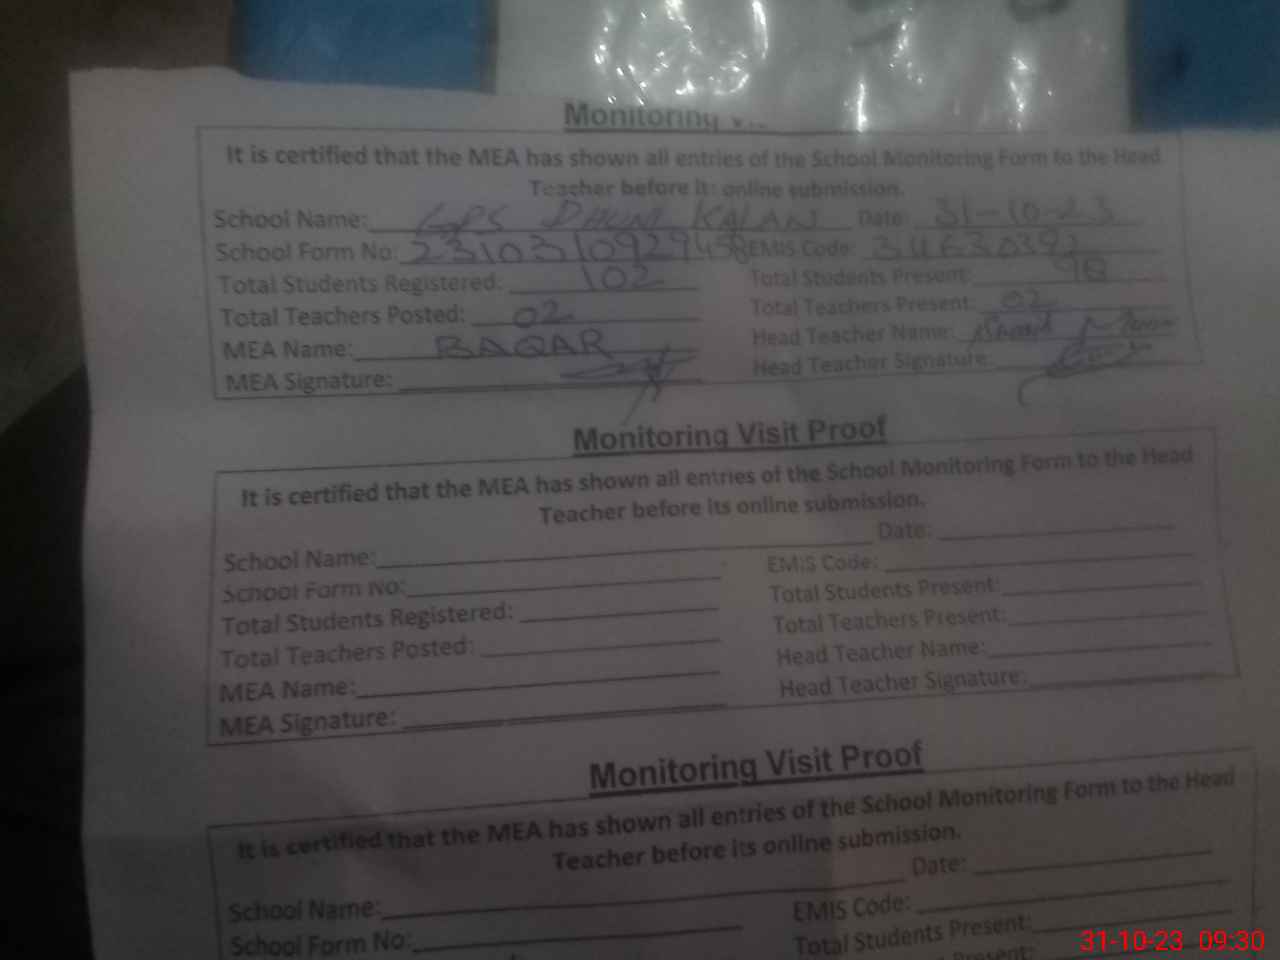 Monitoring Vi
It is certified that the MEA has shown all entries of the School Monitoring Form to the Head
Teacher before its online submission.
School Name: GPS DHUNI KALAN Date: 31-10-23
School Form No: 2310310929458 EMIS Code:
Total Students Registered: 102 Total Students Present: 98
Total Teachers Posted: 02 Total Teachers Present: 02
MEA Name: BAQAR Head Teacher Name:
MEA Signature: Head Teacher Signature:
Monitoring Visit Proof
It is certified that the MEA has shown all entries of the School Monitoring Form to the Head
Teacher before its online submission.
School Name: Date:
School Form No: EMIS Code:
Total Students Registered: Total Students Present:
Total Teachers Posted: Total Teachers Present:
MEA Name: Head Teacher Name:
MEA Signature: Head Teacher Signature:
Monitoring Visit Proof
It is certified that the MEA has shown all entries of the School Monitoring Form to the Head
Teacher before its online submission.
School Name: Date:
School Form No: EMIS Code:
Total Students Present:
Present:
31-10-23 09:30